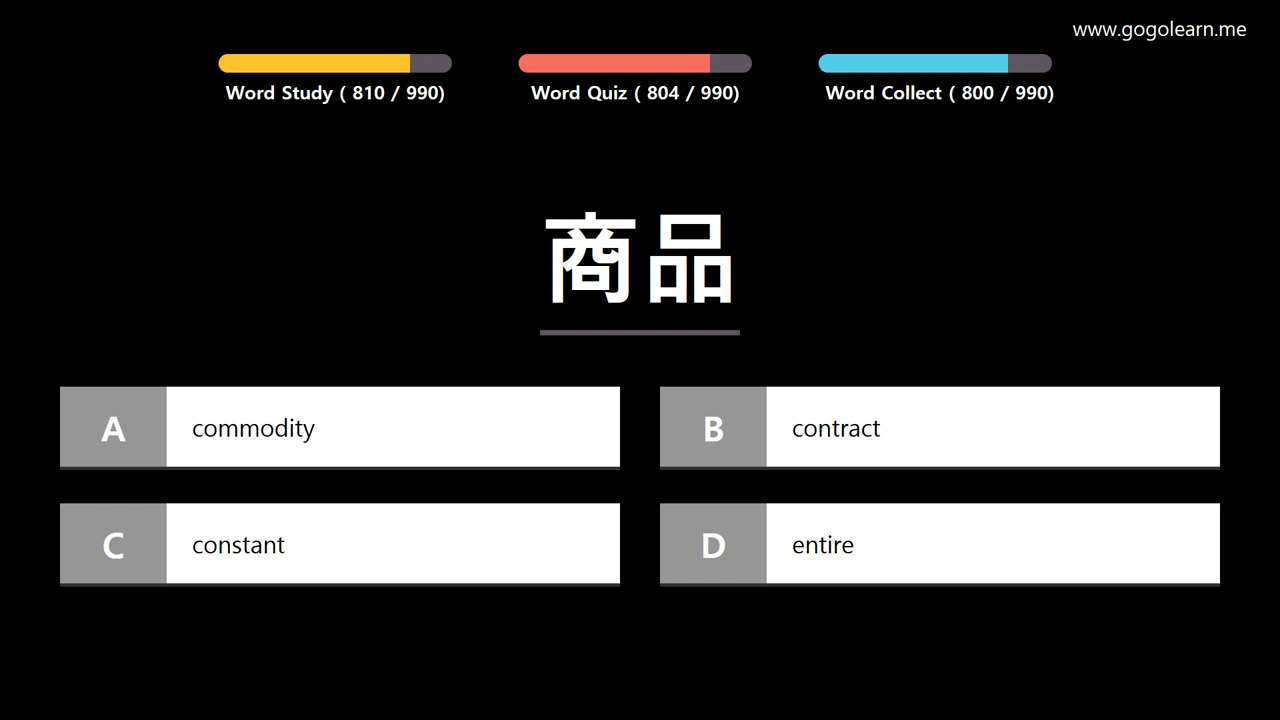 www.gogolearn.me
Word Study ( 810 / 990)
Word Quiz ( 804 / 990)
Word Collect ( 800 / 990)
商品
A commodity
B contract
C constant
D entire